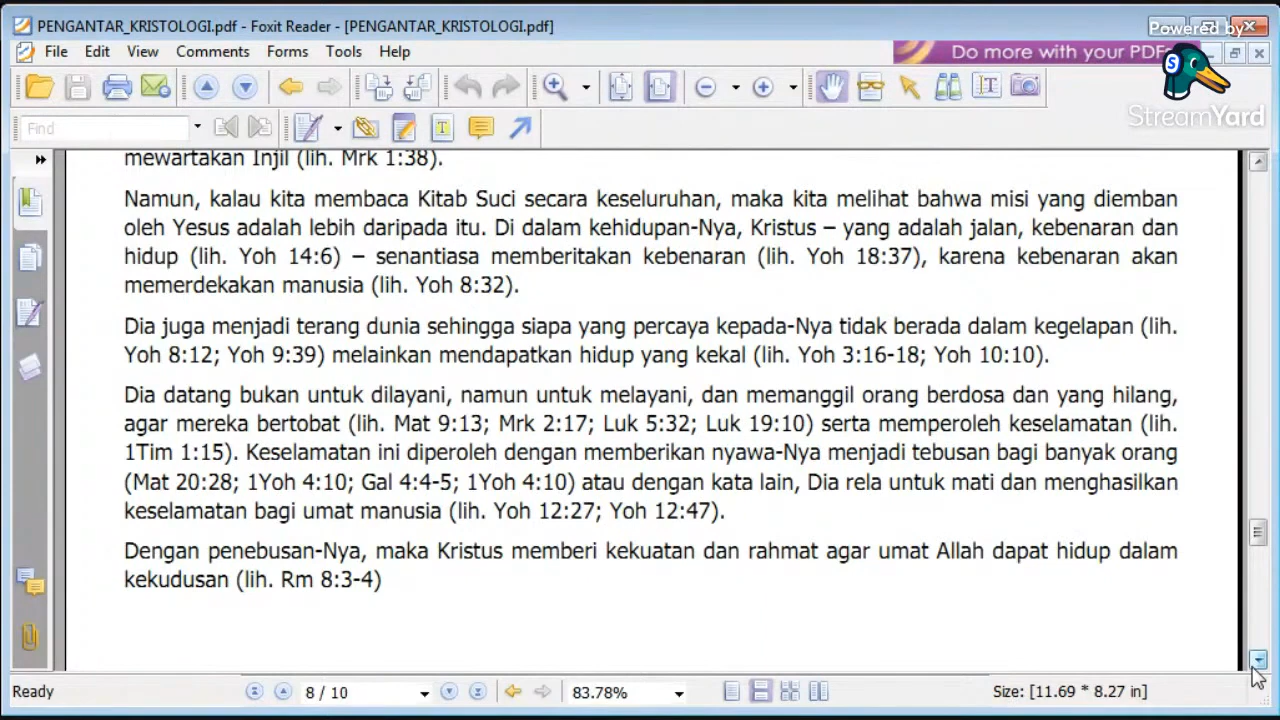 PENGANTAR_KRISTOLOGI.pdf - Foxit Reader - [PENGANTAR_KRISTOLOGI.pdf]
Powered by
File Edit View Comments Forms Tools Help
Do more with your PDF
StreamYard
Find
mewartakan Injil (lih. Mrk 1:38).
Namun, kalau kita membaca Kitab Suci secara keseluruhan, maka kita melihat bahwa misi yang diemban
oleh Yesus adalah lebih daripada itu. Di dalam kehidupan-Nya, Kristus – yang adalah jalan, kebenaran dan
hidup (lih. Yoh 14:6) – senantiasa memberitakan kebenaran (lih. Yoh 18:37), karena kebenaran akan
memerdekakan manusia (lih. Yoh 8:32).
Dia juga menjadi terang dunia sehingga siapa yang percaya kepada-Nya tidak berada dalam kegelapan (lih.
Yoh 8:12; Yoh 9:39) melainkan mendapatkan hidup yang kekal (lih. Yoh 3:16-18; Yoh 10:10).
Dia datang bukan untuk dilayani, namun untuk melayani, dan memanggil orang berdosa dan yang hilang,
agar mereka bertobat (lih. Mat 9:13; Mrk 2:17; Luk 5:32; Luk 19:10) serta memperoleh keselamatan (lih.
1Tim 1:15). Keselamatan ini diperoleh dengan memberikan nyawa-Nya menjadi tebusan bagi banyak orang
(Mat 20:28; 1Yoh 4:10; Gal 4:4-5; 1Yoh 4:10) atau dengan kata lain, Dia rela untuk mati dan menghasilkan
keselamatan bagi umat manusia (lih. Yoh 12:27; Yoh 12:47).
Dengan penebusan-Nya, maka Kristus memberi kekuatan dan rahmat agar umat Allah dapat hidup dalam
kekudusan (lih. Rm 8:3-4)
Ready 8 / 10 83.78% Size: [11.69 * 8.27 in]